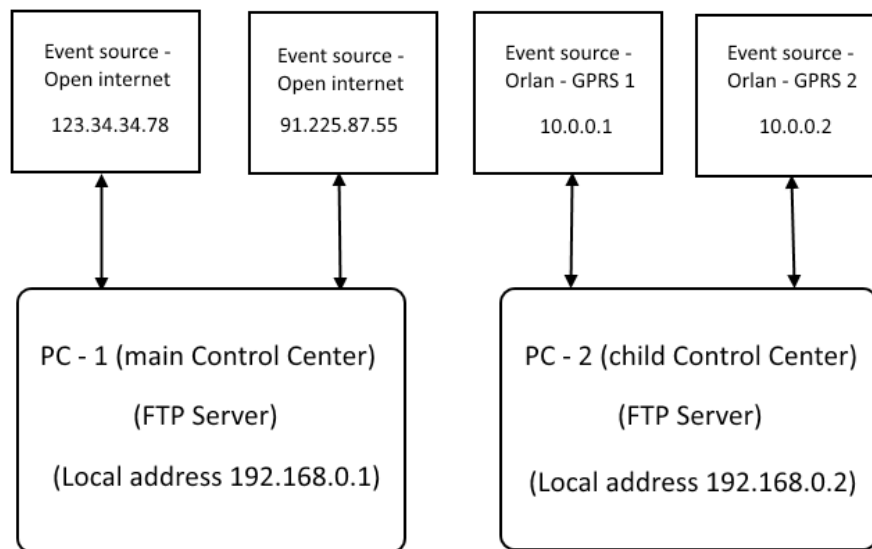 Event source -
Open internet
123.34.34.78
Event source -
Open internet
91.225.87.55
Event source -
Orlan - GPRS 1
10.0.0.1
Event source -
Orlan - GPRS 2
10.0.0.2
PC - 1 (main Control Center)
(FTP Server)
(Local address 192.168.0.1)
PC - 2 (child Control Center)
(FTP Server)
(Local address 192.168.0.2)